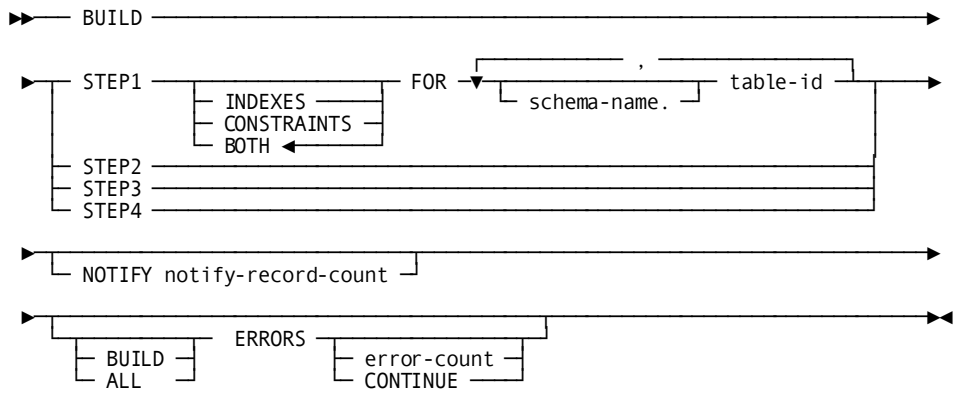 BUILD
,
STEP1 FOR table-id
INDEXES schema-name.
CONSTRAINTS
BOTH
STEP2
STEP3
STEP4
NOTIFY notify-record-count
ERRORS
BUILD error-count
ALL CONTINUE